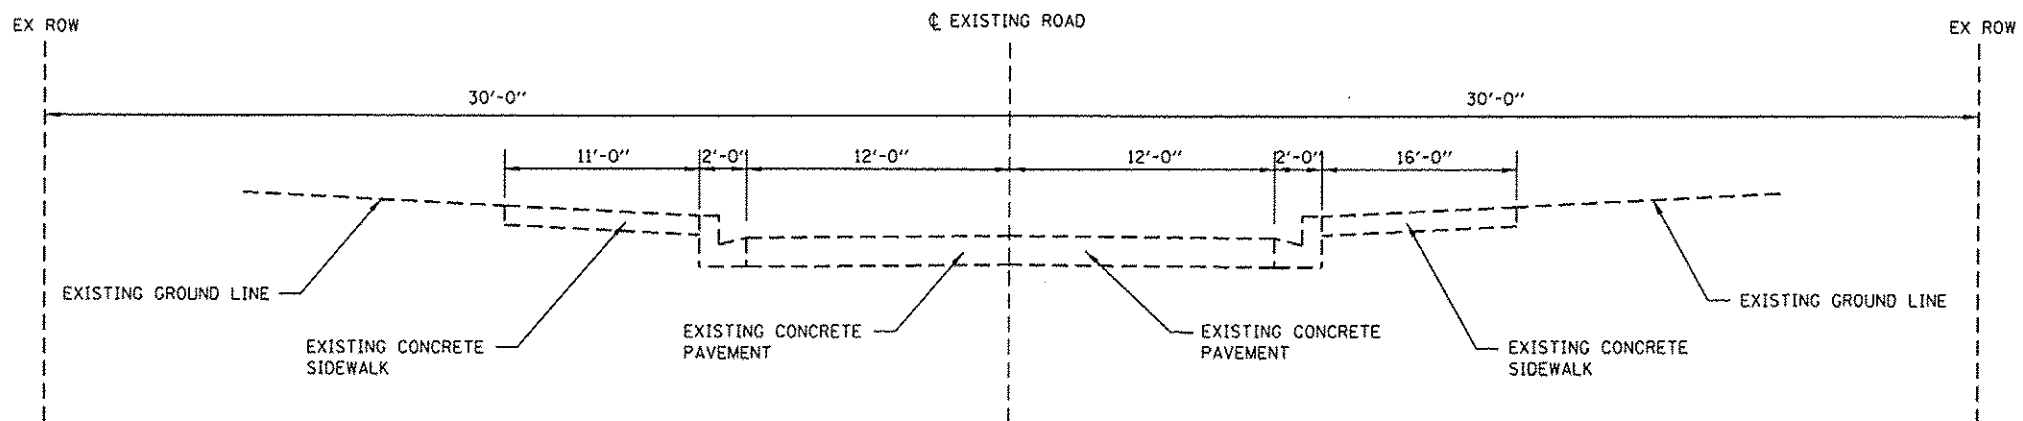 EX ROW
℄ EXISTING ROAD
EX ROW
30'-0"
30'-0"
11'-0"
2'-0"
12'-0"
12'-0"
2'-0"
16'-0"
EXISTING GROUND LINE
EXISTING CONCRETE
SIDEWALK
EXISTING CONCRETE
PAVEMENT
EXISTING CONCRETE
PAVEMENT
EXISTING CONCRETE
SIDEWALK
EXISTING GROUND LINE